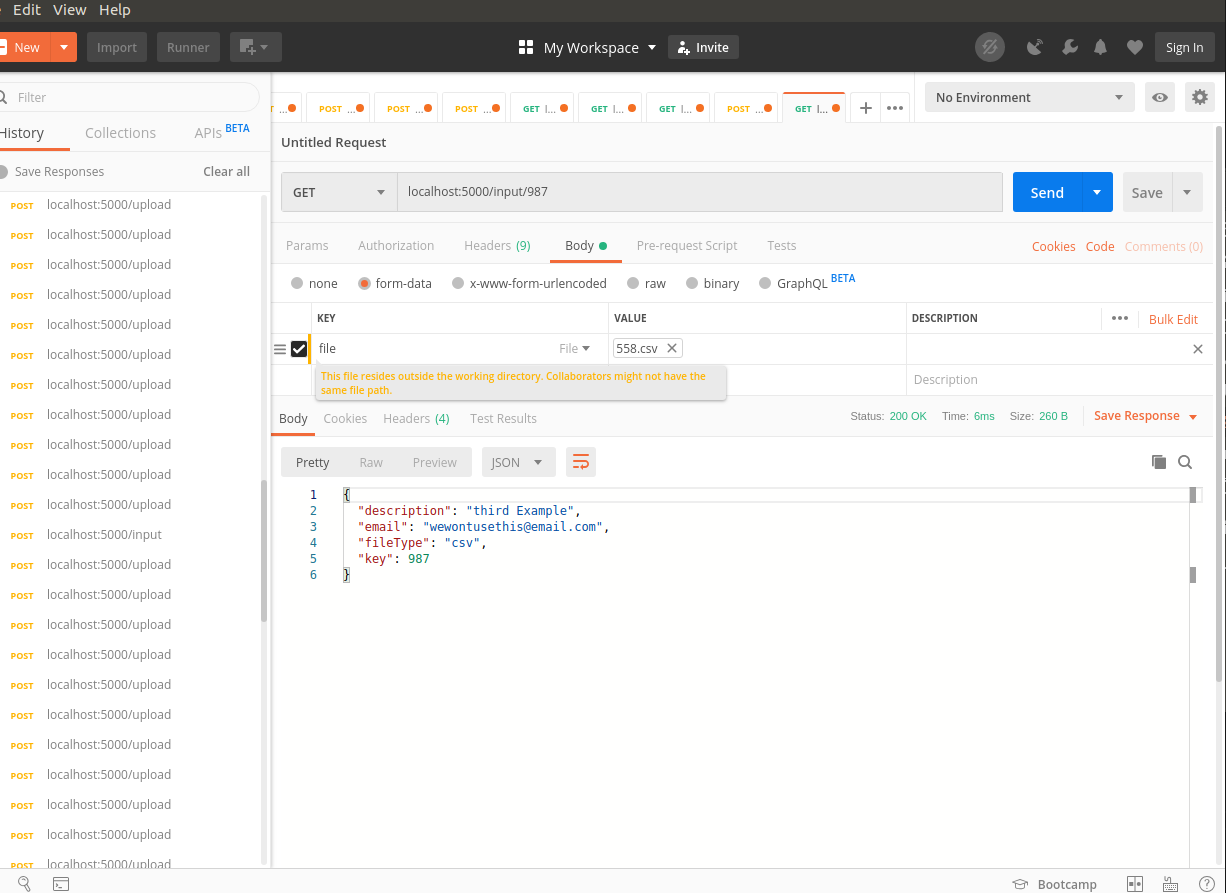 Edit View Help
New Import Runner My Workspace Invite Sign In
Filter
History Collections APIs BETA
Save Responses Clear all
POST localhost:5000/upload
POST localhost:5000/upload
POST localhost:5000/upload
POST localhost:5000/upload
POST localhost:5000/upload
POST localhost:5000/upload
POST localhost:5000/upload
POST localhost:5000/upload
POST localhost:5000/upload
POST localhost:5000/upload
POST localhost:5000/upload
POST localhost:5000/input
POST localhost:5000/upload
POST localhost:5000/upload
POST localhost:5000/upload
POST localhost:5000/upload
POST localhost:5000/upload
POST localhost:5000/upload
POST localhost:5000/upload
POST localhost:5000/upload
POST localhost:5000/upload
POST localhost:5000/upload
POST localhost:5000/upload
... POST ... POST ... POST ... GET l... GET l... GET l... POST ... GET l... No Environment
Untitled Request
GET localhost:5000/input/987 Send Save
Params Authorization Headers (9) Body Pre-request Script Tests Cookies Code Comments (0)
none form-data x-www-form-urlencoded raw binary GraphQL BETA
KEY VALUE DESCRIPTION Bulk Edit
file File 558.csv
This file resides outside the working directory. Collaborators might not have the
same file path.
Description
Body Cookies Headers (4) Test Results Status: 200 OK Time: 6ms Size: 260 B Save Response
Pretty Raw Preview JSON
1 {
2 "description": "third Example",
3 "email": "wewontusethis@email.com",
4 "fileType": "csv",
5 "key": 987
6 }
Bootcamp